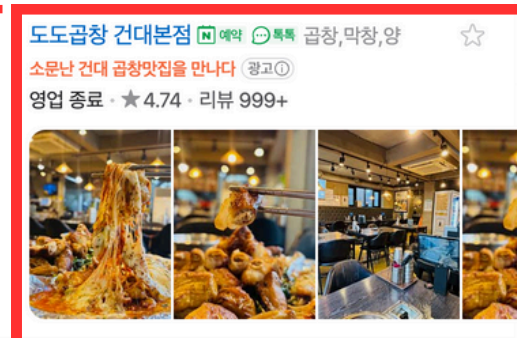 도도곱창 건대본점 N 예약 톡톡 곱창,막창,양
소문난 건대 곱창맛집을 만나다 광고
영업 종료 · ★4.74 · 리뷰 999+